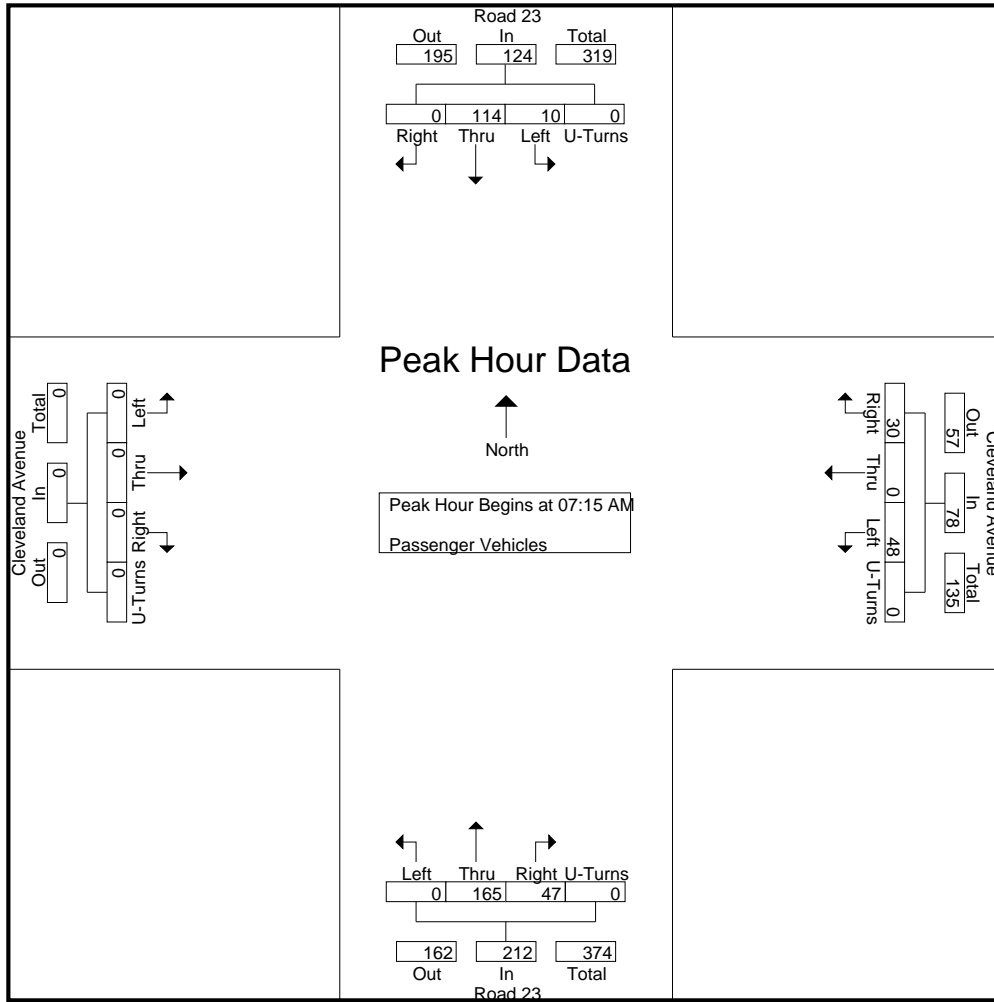 Road 23
Out In Total
195 124 319
0 114 10 0
Right Thru Left U-Turns
Peak Hour Data
North
Peak Hour Begins at 07:15 AM
Passenger Vehicles
Cleveland Avenue
Total In Out
0 0 0
0 0 0 0
Left Thru Right U-Turns
Cleveland Avenue
Out In Total
57 78 135
30 0 48 0
Right Thru Left U-Turns
Left Thru Right U-Turns
0 165 47 0
162 212 374
Out In Total
Road 23